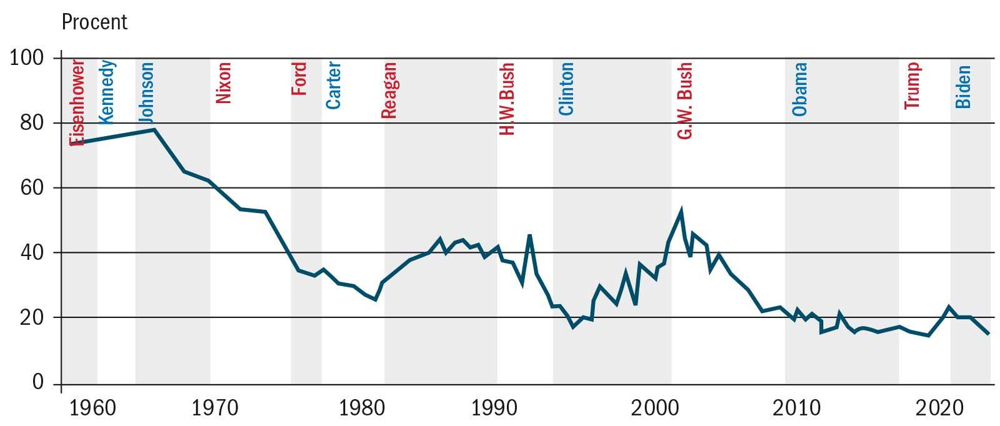 Procent
100
80
60
40
20
0
Eisenhower
Kennedy
Johnson
Nixon
Ford
Carter
Reagan
H.W.Bush
Clinton
G.W. Bush
Obama
Trump
Biden
1960 1970 1980 1990 2000 2010 2020